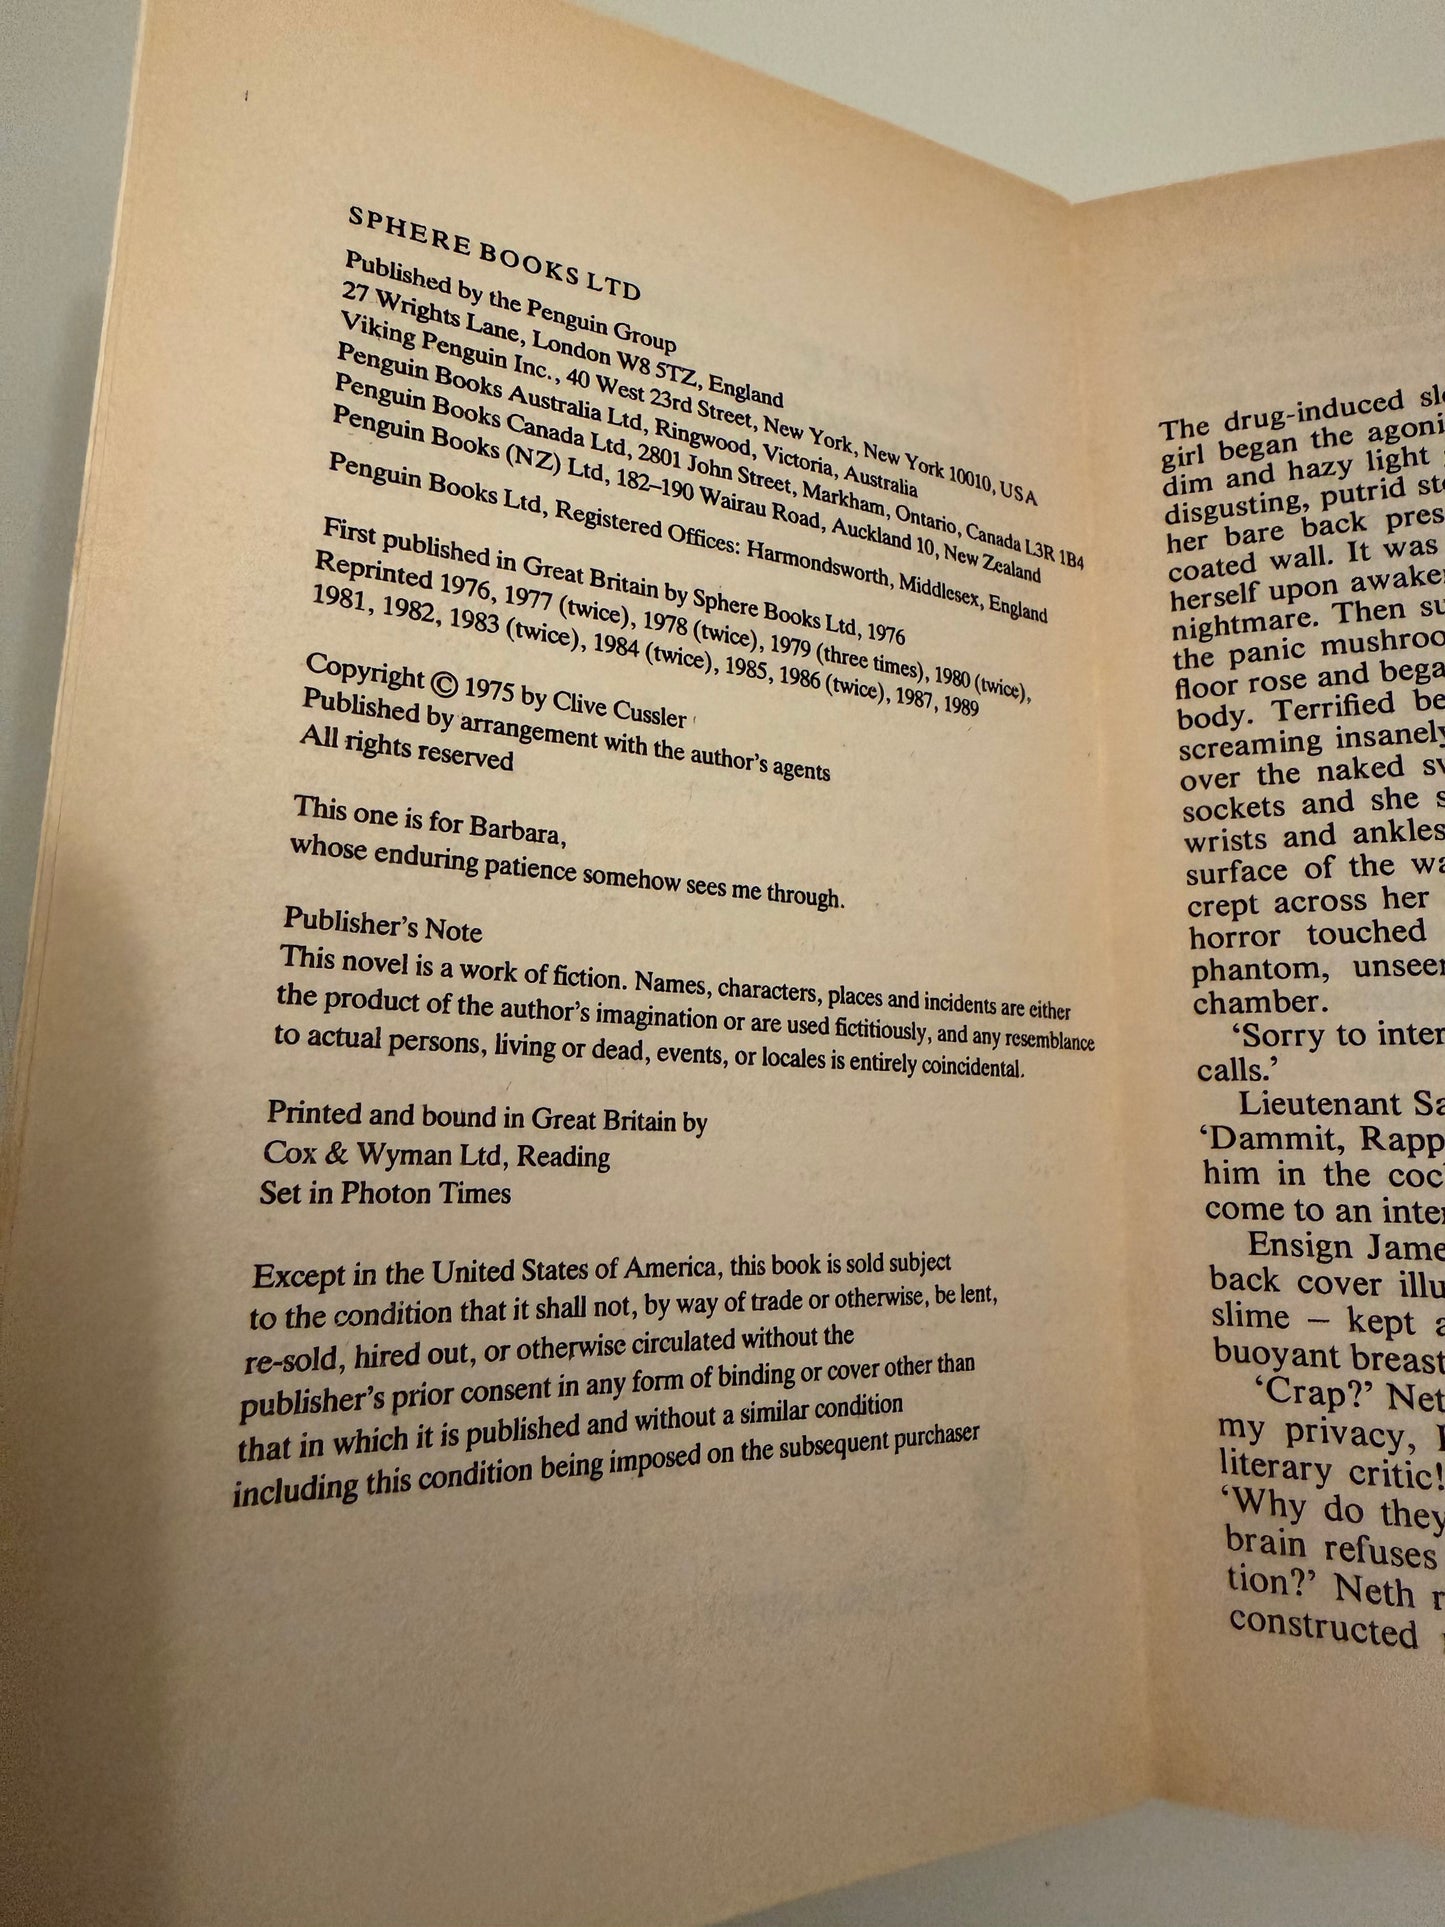 SPHERE BOOKS LTD
Published by the Penguin Group
27 Wrights Lane, London W8 5TZ, England
Viking Penguin Inc., 40 West 23rd Street, New York, New York 10010, USA
Penguin Books Australia Ltd, Ringwood, Victoria, Australia
Penguin Books Canada Ltd, 2801 John Street, Markham, Ontario, Canada L3R 1B4
Penguin Books (NZ) Ltd, 182–190 Wairau Road, Auckland 10, New Zealand
Penguin Books Ltd, Registered Offices: Harmondsworth, Middlesex, England
First published in Great Britain by Sphere Books Ltd, 1976
Reprinted 1976, 1977 (twice), 1978 (twice), 1979 (three times), 1980 (twice),
1981, 1982, 1983 (twice), 1984 (twice), 1985, 1986 (twice), 1987, 1989
Copyright © 1975 by Clive Cussler
Published by arrangement with the author's agents
All rights reserved
This one is for Barbara,
whose enduring patience somehow sees me through.
Publisher's Note
This novel is a work of fiction. Names, characters, places and incidents are either
the product of the author's imagination or are used fictitiously, and any resemblance
to actual persons, living or dead, events, or locales is entirely coincidental.
Printed and bound in Great Britain by
Cox & Wyman Ltd, Reading
Set in Photon Times
Except in the United States of America, this book is sold subject
to the condition that it shall not, by way of trade or otherwise, be lent,
re-sold, hired out, or otherwise circulated without the
publisher's prior consent in any form of binding or cover other than
that in which it is published and without a similar condition
including this condition being imposed on the subsequent purchaser
The drug-induced
girl began the
dim and hazy light
disgusting, putrid
her bare back
coated wall. It was
herself upon
nightmare. Then
the panic
floor rose and
body. Terrified
screaming
over the naked
sockets and she
wrists and ankles
surface of the
crept across her
horror touched
phantom,
chamber.
'Sorry to
calls.'
Lieutenant
'Dammit,
him in the
come to an
Ensign
back cover
slime – kept
buoyant
'Crap?'
my privacy,
literary critic!
'Why do they
brain refuses
tion?' Neth
constructed